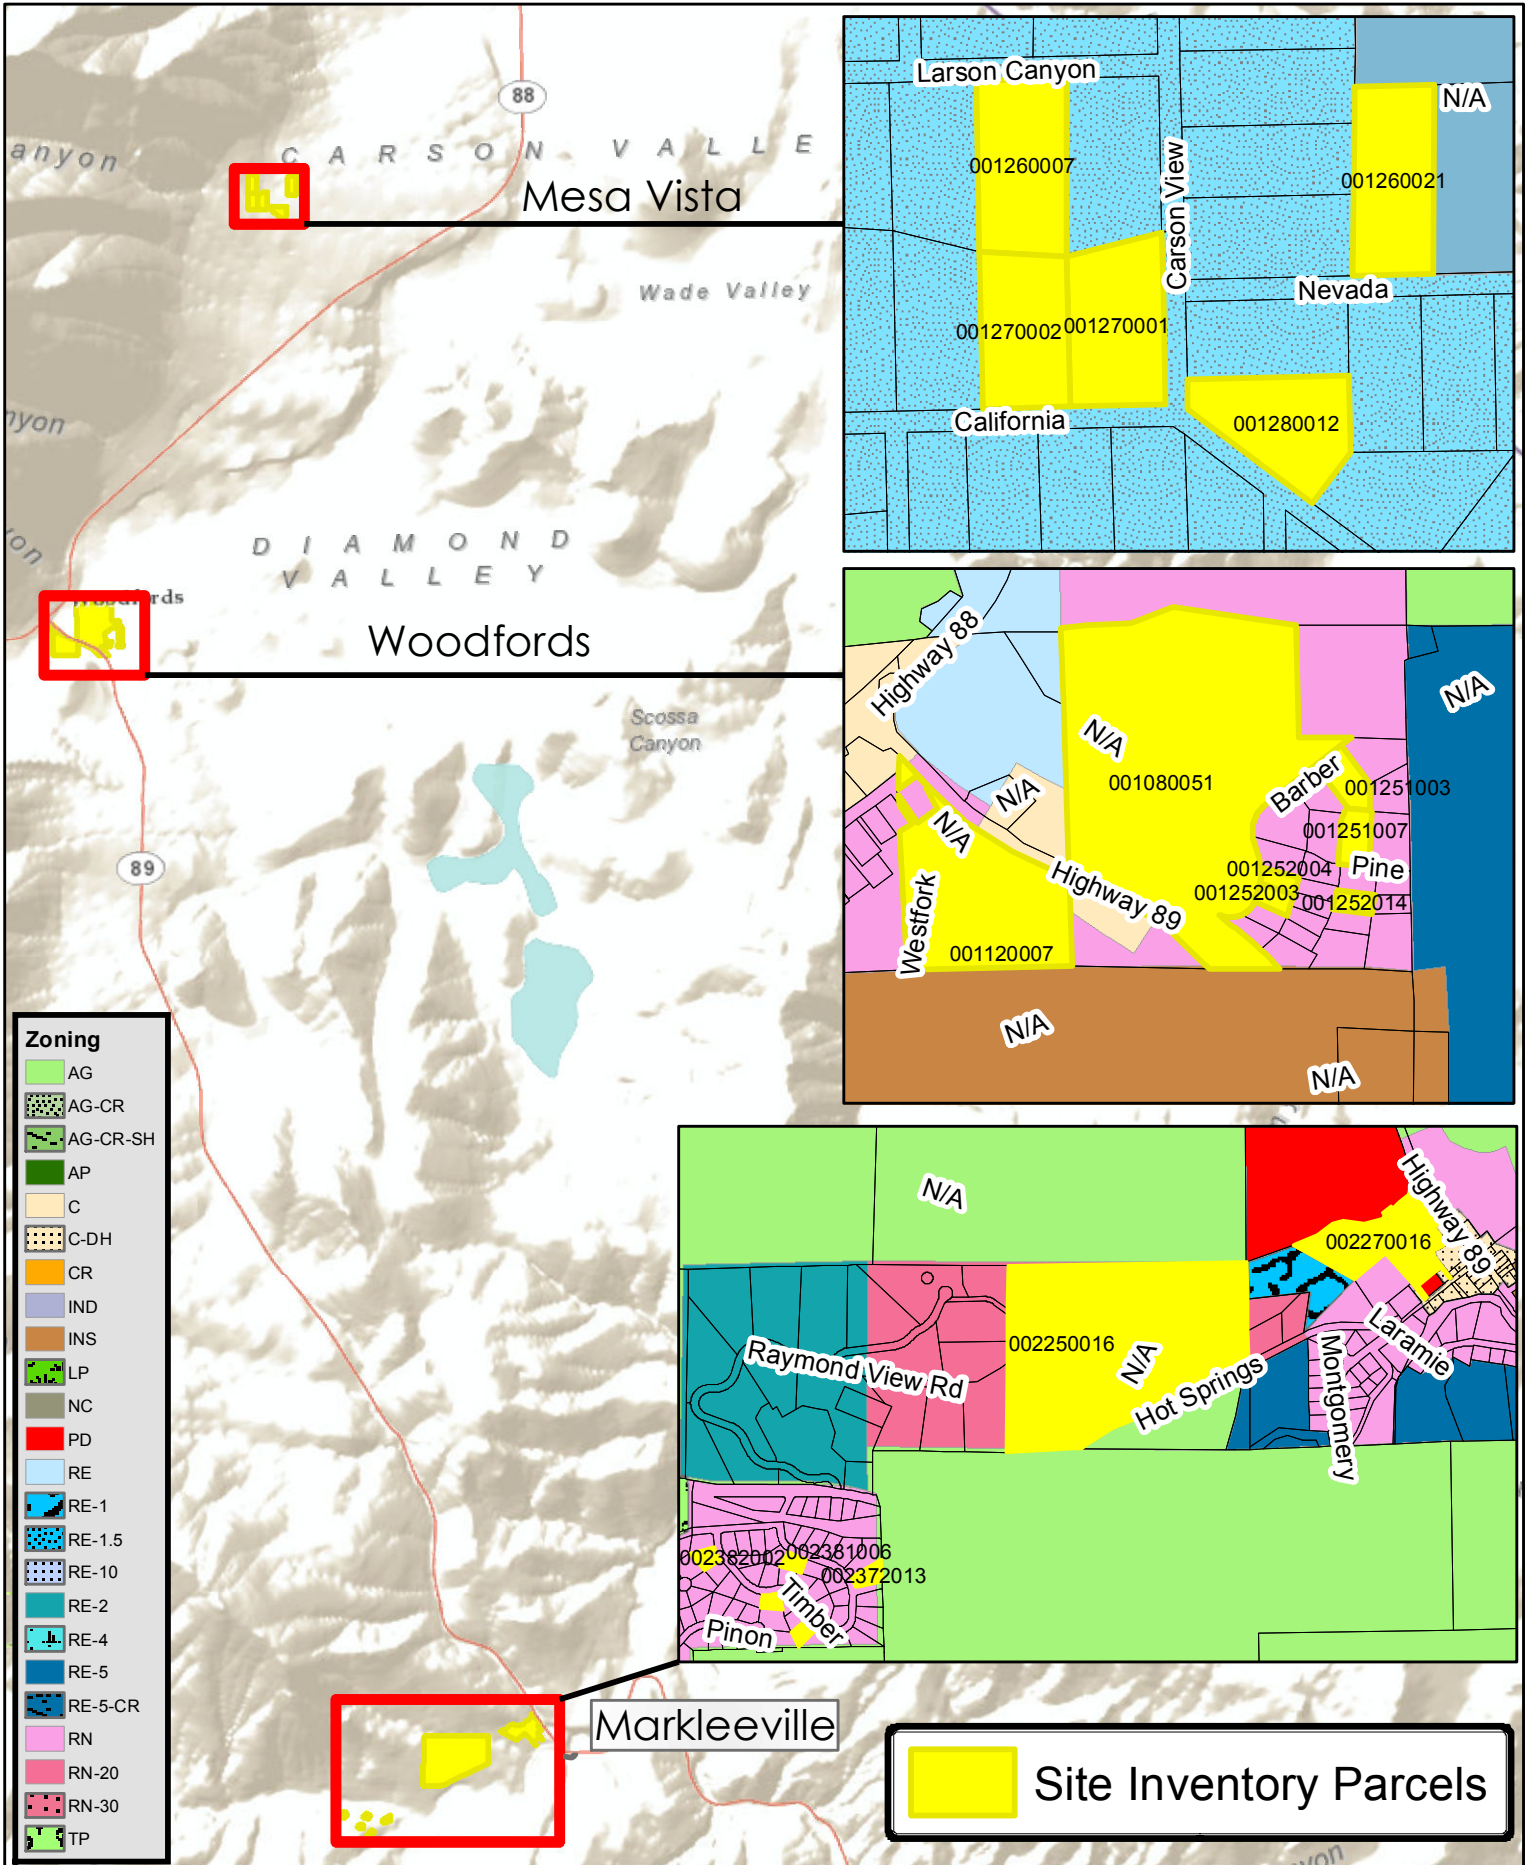 88
anyon
CARSON VALLE
Mesa Vista
Wade Valley
nyon
on
DIAMOND
VALLEY
Woodfords
Woodfords
Scossa
Canyon
89
Larson Canyon
N/A
001260007
001260021
Carson View
Nevada
001270002
001270001
California
001280012
Highway 88
N/A
N/A
001080051
Barber
001251003
N/A
N/A
001251007
001252004
Pine
001252003
001252014
Highway 89
Westfork
001120007
N/A
N/A
N/A
Highway 89
002270016
002250016
N/A
Raymond View Rd
Hot Springs
Laramie
Montgomery
002382002
002381006
002372013
Timber
Pinon
Zoning
AG
AG-CR
AG-CR-SH
AP
C
C-DH
CR
IND
INS
LP
NC
PD
RE
RE-1
RE-1.5
RE-10
RE-2
RE-4
RE-5
RE-5-CR
RN
RN-20
RN-30
TP
Markleeville
Site Inventory Parcels
yon